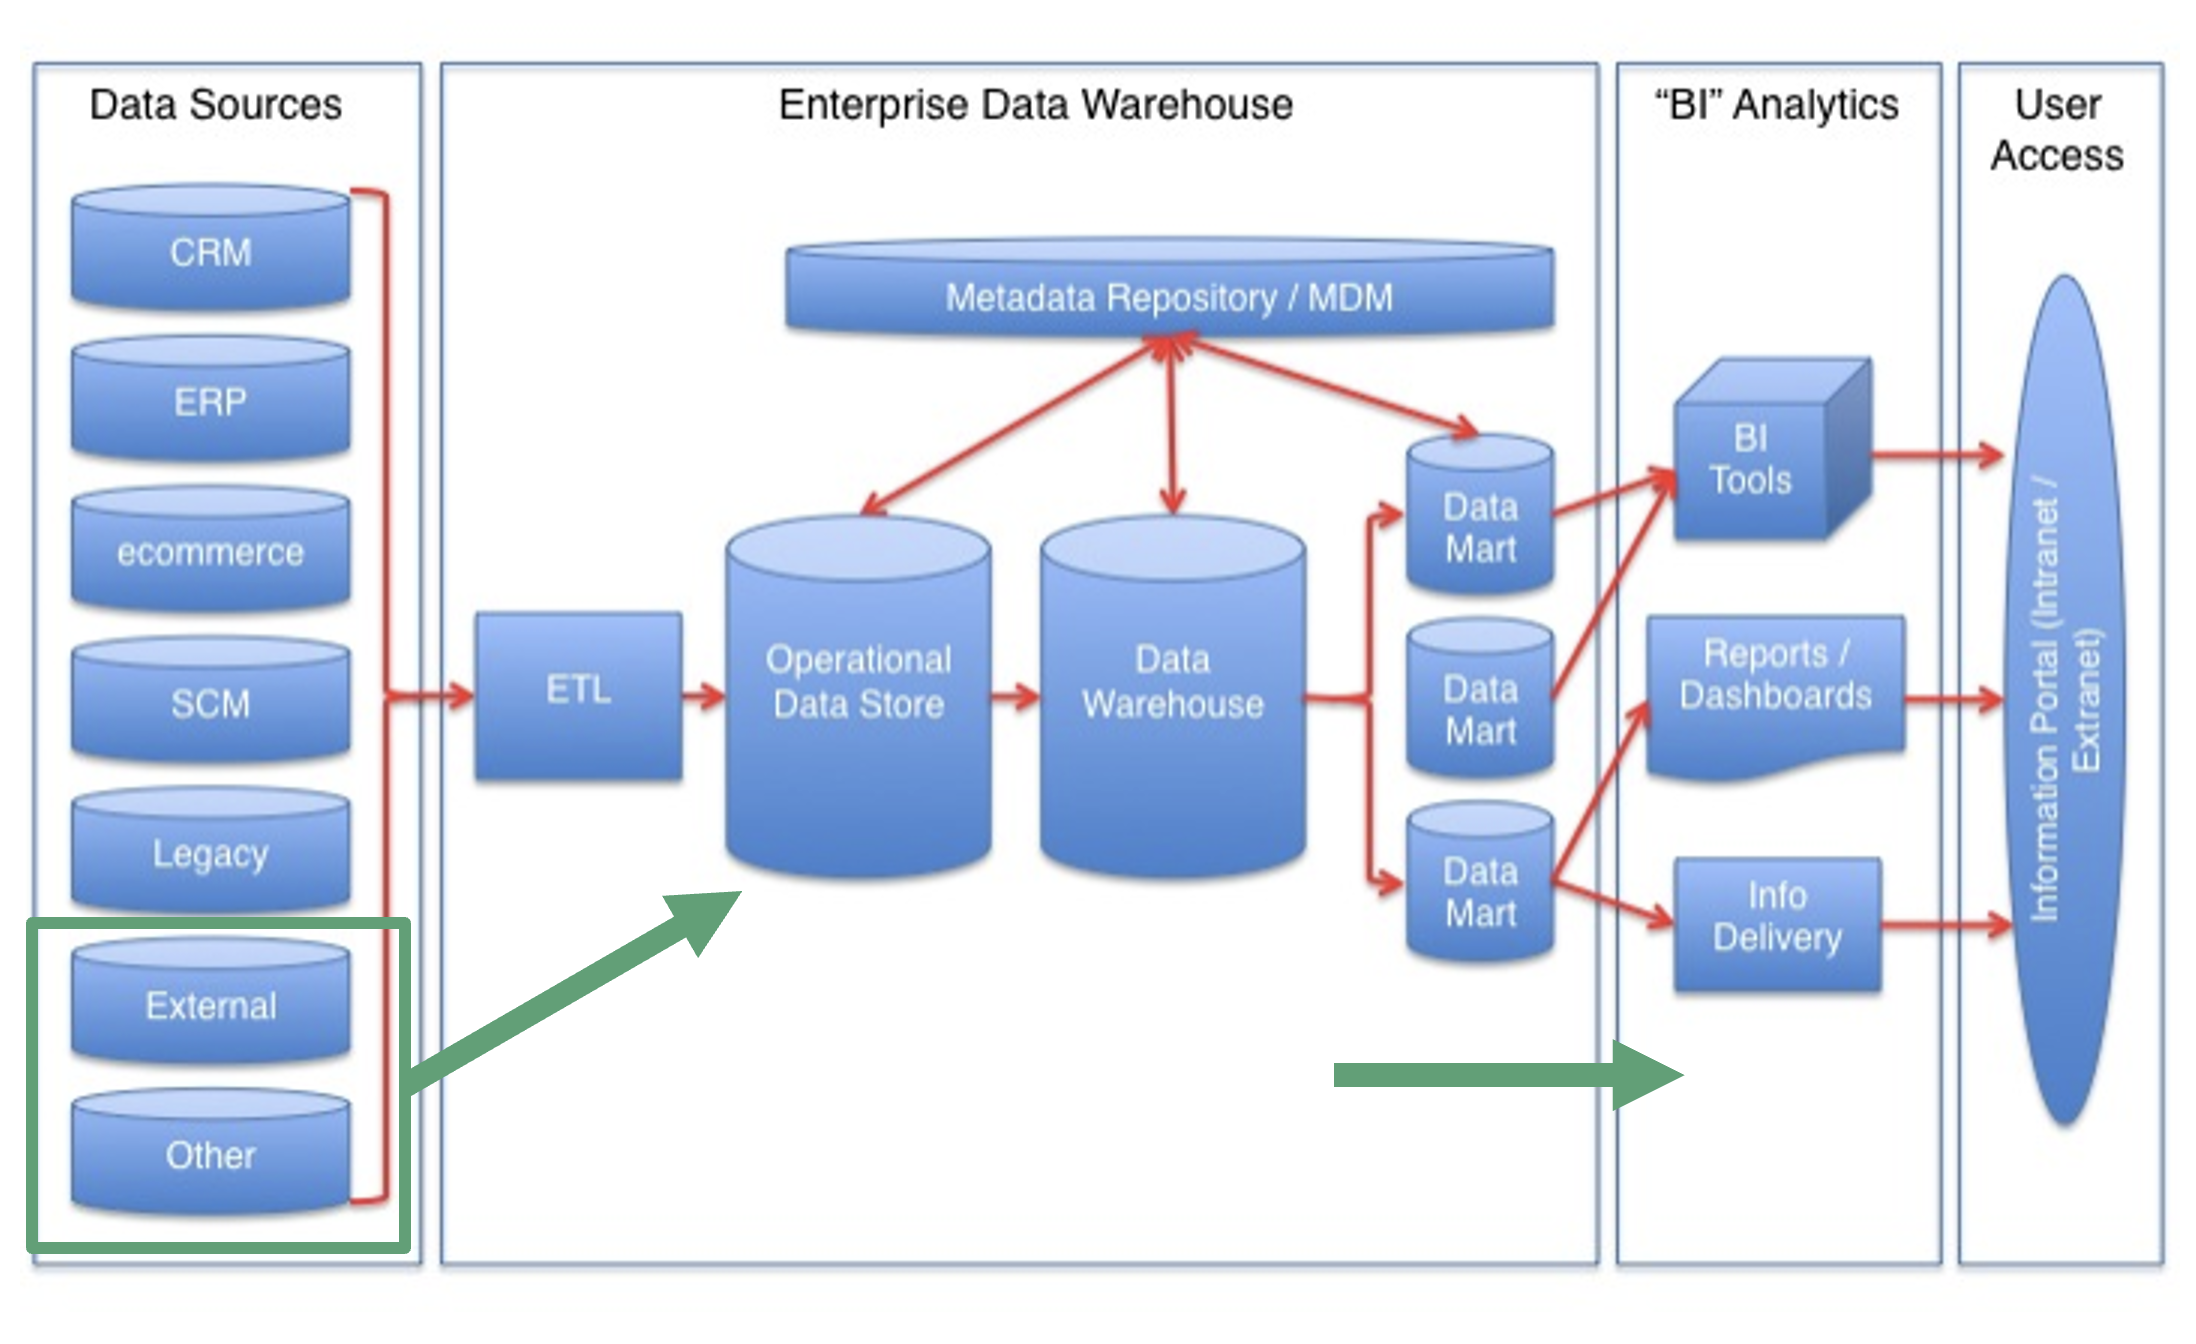 Data Sources
CRM
ERP
ecommerce
SCM
Legacy
External
Other
Enterprise Data Warehouse
Metadata Repository / MDM
ETL
Operational
Data Store
Data
Warehouse
Data
Mart
Data
Mart
Data
Mart
“BI” Analytics
BI
Tools
Reports /
Dashboards
Info
Delivery
User
Access
Information Portal (Intranet /
Extranet)